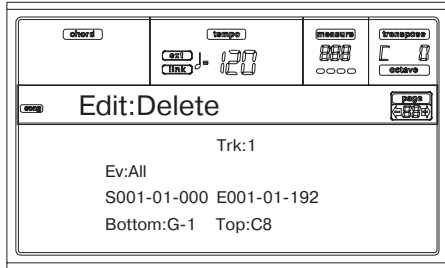 chord tempo measure transpose
ext link ♩= 120 888 C 0
octave
song Edit:Delete page
88
Trk:1
Ev:All
S001-01-000 E001-01-192
Bottom:G-1 Top:C8